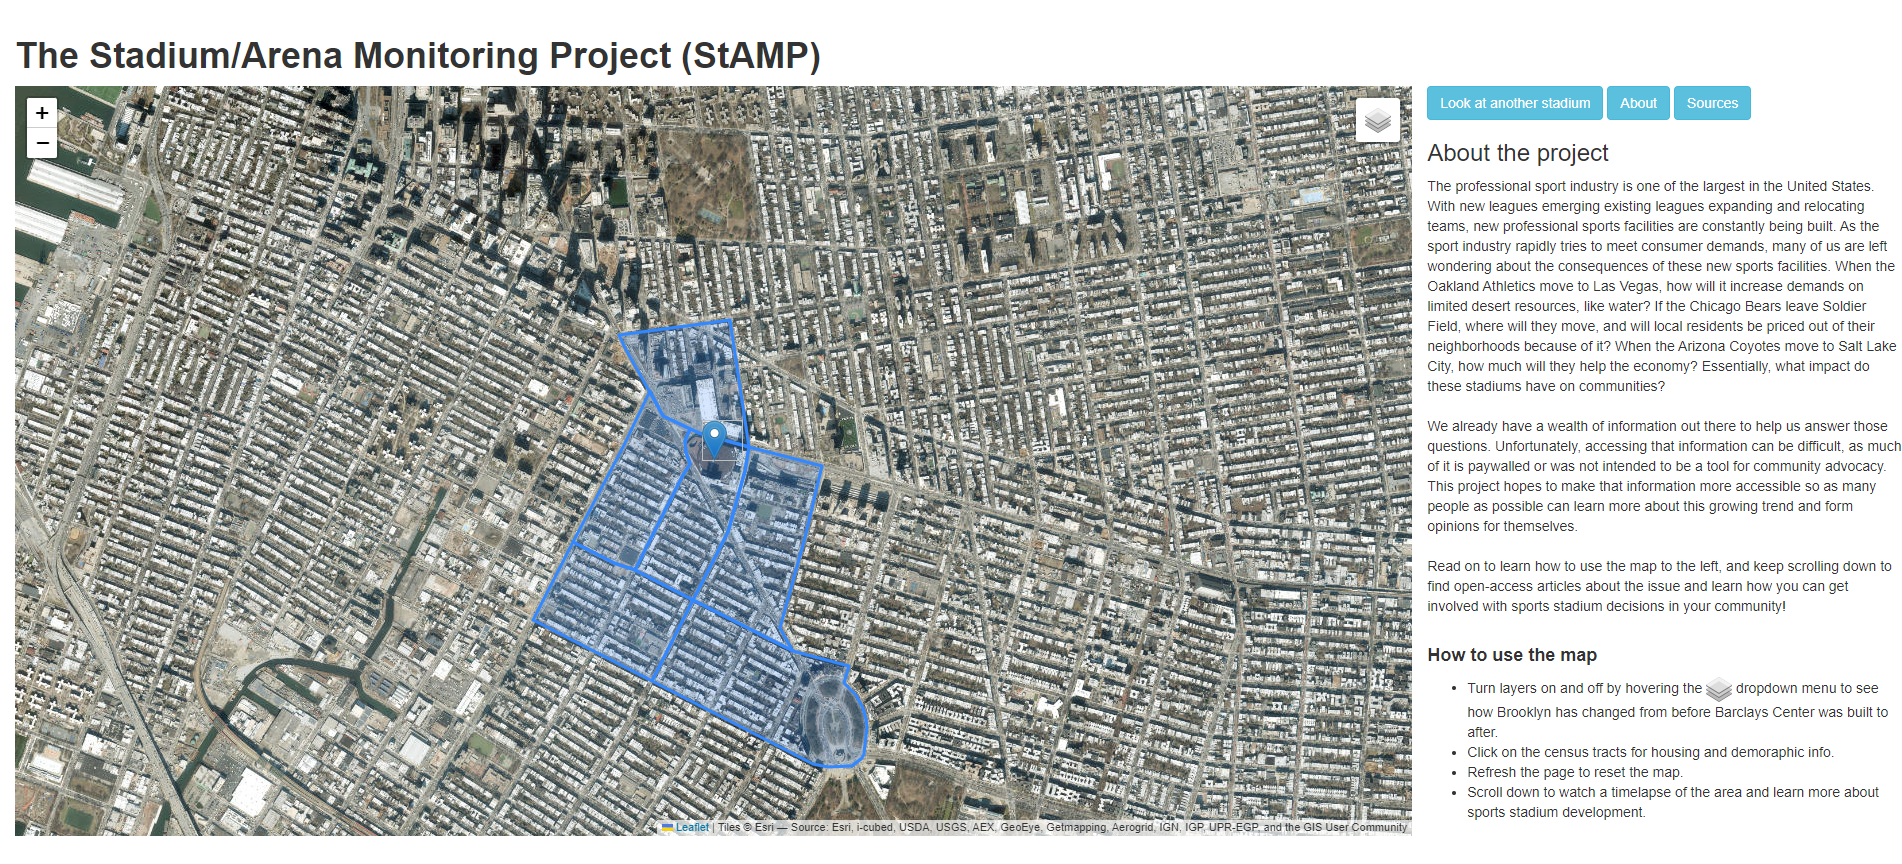 The Stadium/Arena Monitoring Project (StAMP)
+
−
Leaflet | Tiles © Esri — Source: Esri, i-cubed, USDA, USGS, AEX, GeoEye, Getmapping, Aerogrid, IGN, IGP, UPR-EGP, and the GIS User Community
Look at another stadium About Sources
About the project
The professional sport industry is one of the largest in the United States.
With new leagues emerging existing leagues expanding and relocating
teams, new professional sports facilities are constantly being built. As the
sport industry rapidly tries to meet consumer demands, many of us are left
wondering about the consequences of these new sports facilities. When the
Oakland Athletics move to Las Vegas, how will it increase demands on
limited desert resources, like water? If the Chicago Bears leave Soldier
Field, where will they move, and will local residents be priced out of their
neighborhoods because of it? When the Arizona Coyotes move to Salt Lake
City, how much will they help the economy? Essentially, what impact do
these stadiums have on communities?
We already have a wealth of information out there to help us answer those
questions. Unfortunately, accessing that information can be difficult, as much
of it is paywalled or was not intended to be a tool for community advocacy.
This project hopes to make that information more accessible so as many
people as possible can learn more about this growing trend and form
opinions for themselves.
Read on to learn how to use the map to the left, and keep scrolling down to
find open-access articles about the issue and learn how you can get
involved with sports stadium decisions in your community!
How to use the map
• Turn layers on and off by hovering the dropdown menu to see
how Brooklyn has changed from before Barclays Center was built to
after.
• Click on the census tracts for housing and demoraphic info.
• Refresh the page to reset the map.
• Scroll down to watch a timelapse of the area and learn more about
sports stadium development.